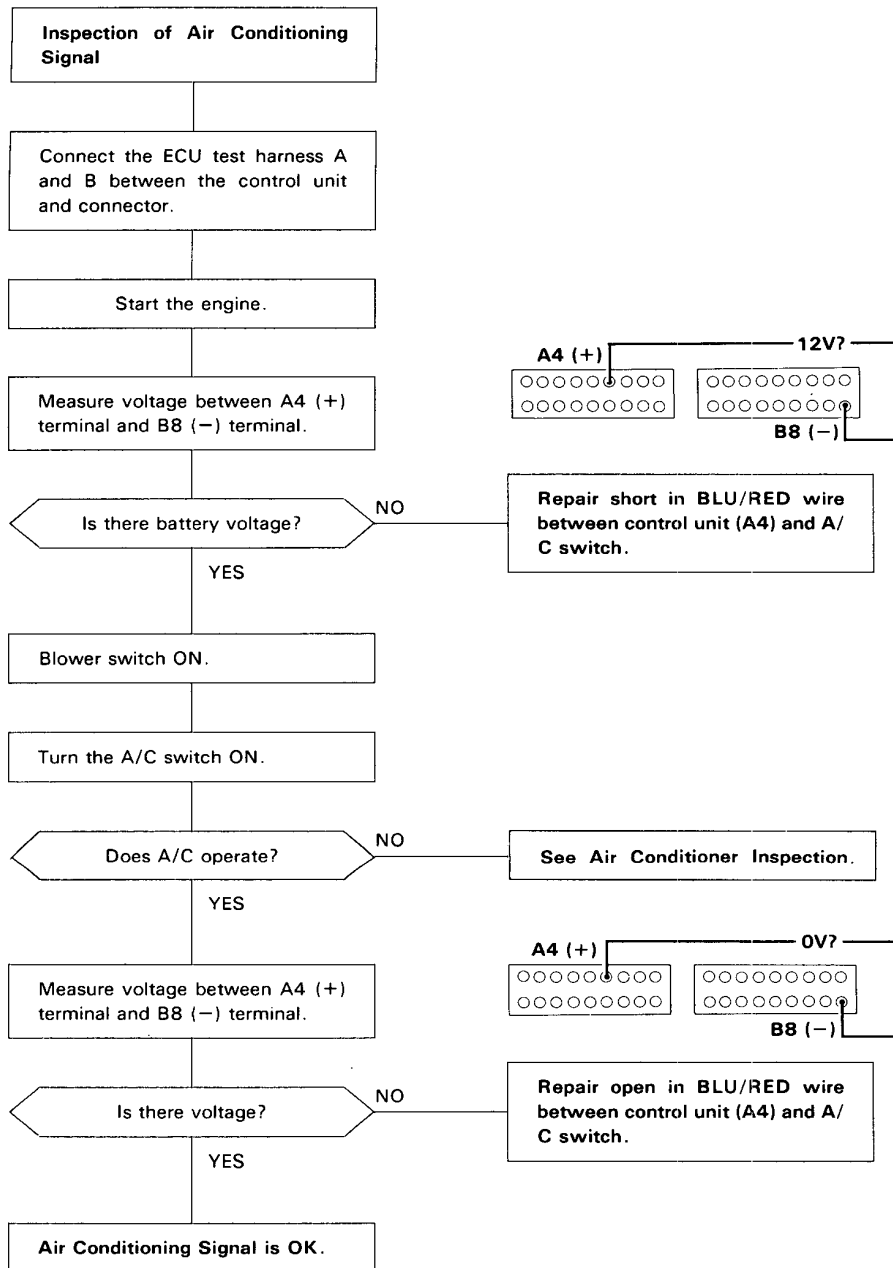 Inspection of Air Conditioning
Signal
Connect the ECU test harness A
and B between the control unit
and connector.
Start the engine.
Measure voltage between A4 (+)
terminal and B8 (−) terminal.
A4 (+)
12V?
B8 (−)
Is there battery voltage?
NO
Repair short in BLU/RED wire
between control unit (A4) and A/
C switch.
YES
Blower switch ON.
Turn the A/C switch ON.
Does A/C operate?
NO
See Air Conditioner Inspection.
YES
Measure voltage between A4 (+)
terminal and B8 (−) terminal.
A4 (+)
0V?
B8 (−)
Is there voltage?
NO
Repair open in BLU/RED wire
between control unit (A4) and A/
C switch.
YES
Air Conditioning Signal is OK.